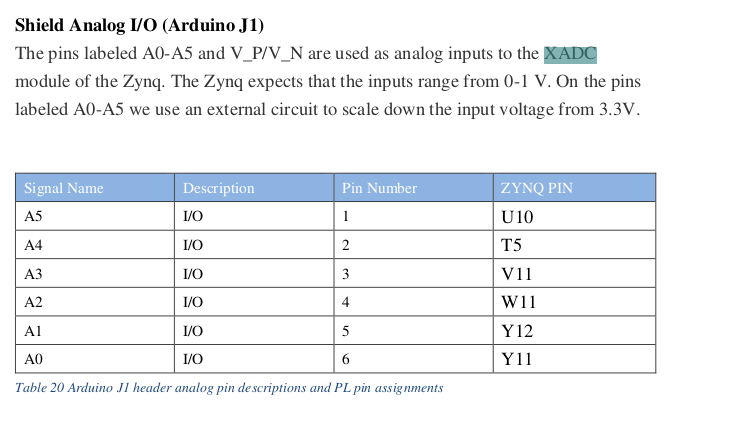 Shield Analog I/O (Arduino J1)
The pins labeled A0-A5 and V_P/V_N are used as analog inputs to the XADC
module of the Zynq. The Zynq expects that the inputs range from 0-1 V. On the pins
labeled A0-A5 we use an external circuit to scale down the input voltage from 3.3V.
Signal Name Description Pin Number ZYNQ PIN
A5 I/O 1 U10
A4 I/O 2 T5
A3 I/O 3 V11
A2 I/O 4 W11
A1 I/O 5 Y12
A0 I/O 6 Y11
Table 20 Arduino J1 header analog pin descriptions and PL pin assignments